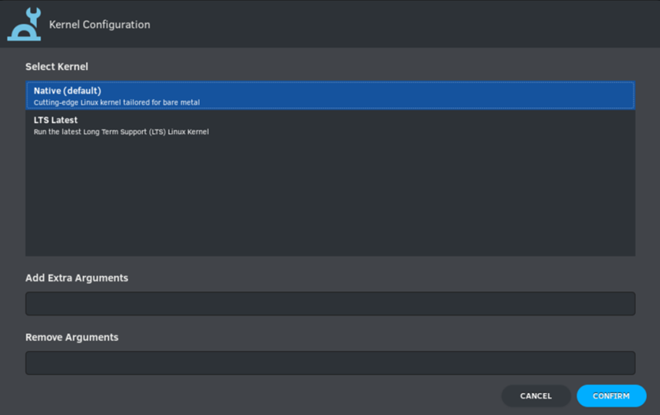 Kernel Configuration
Select Kernel
Native (default)
Cutting-edge Linux kernel tailored for bare metal
LTS Latest
Run the latest Long Term Support (LTS) Linux Kernel
Add Extra Arguments
Remove Arguments
CANCEL
CONFIRM